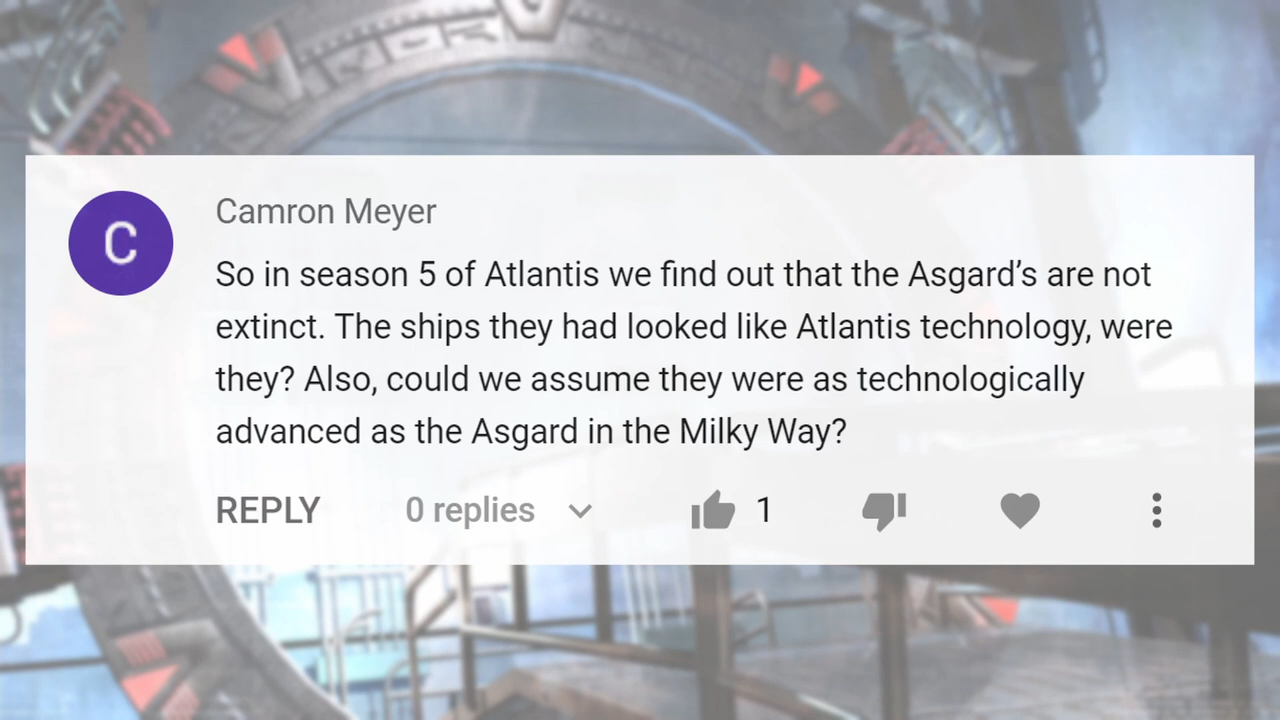 C
Camron Meyer
So in season 5 of Atlantis we find out that the Asgard’s are not
extinct. The ships they had looked like Atlantis technology, were
they? Also, could we assume they were as technologically
advanced as the Asgard in the Milky Way?
REPLY 0 replies 1